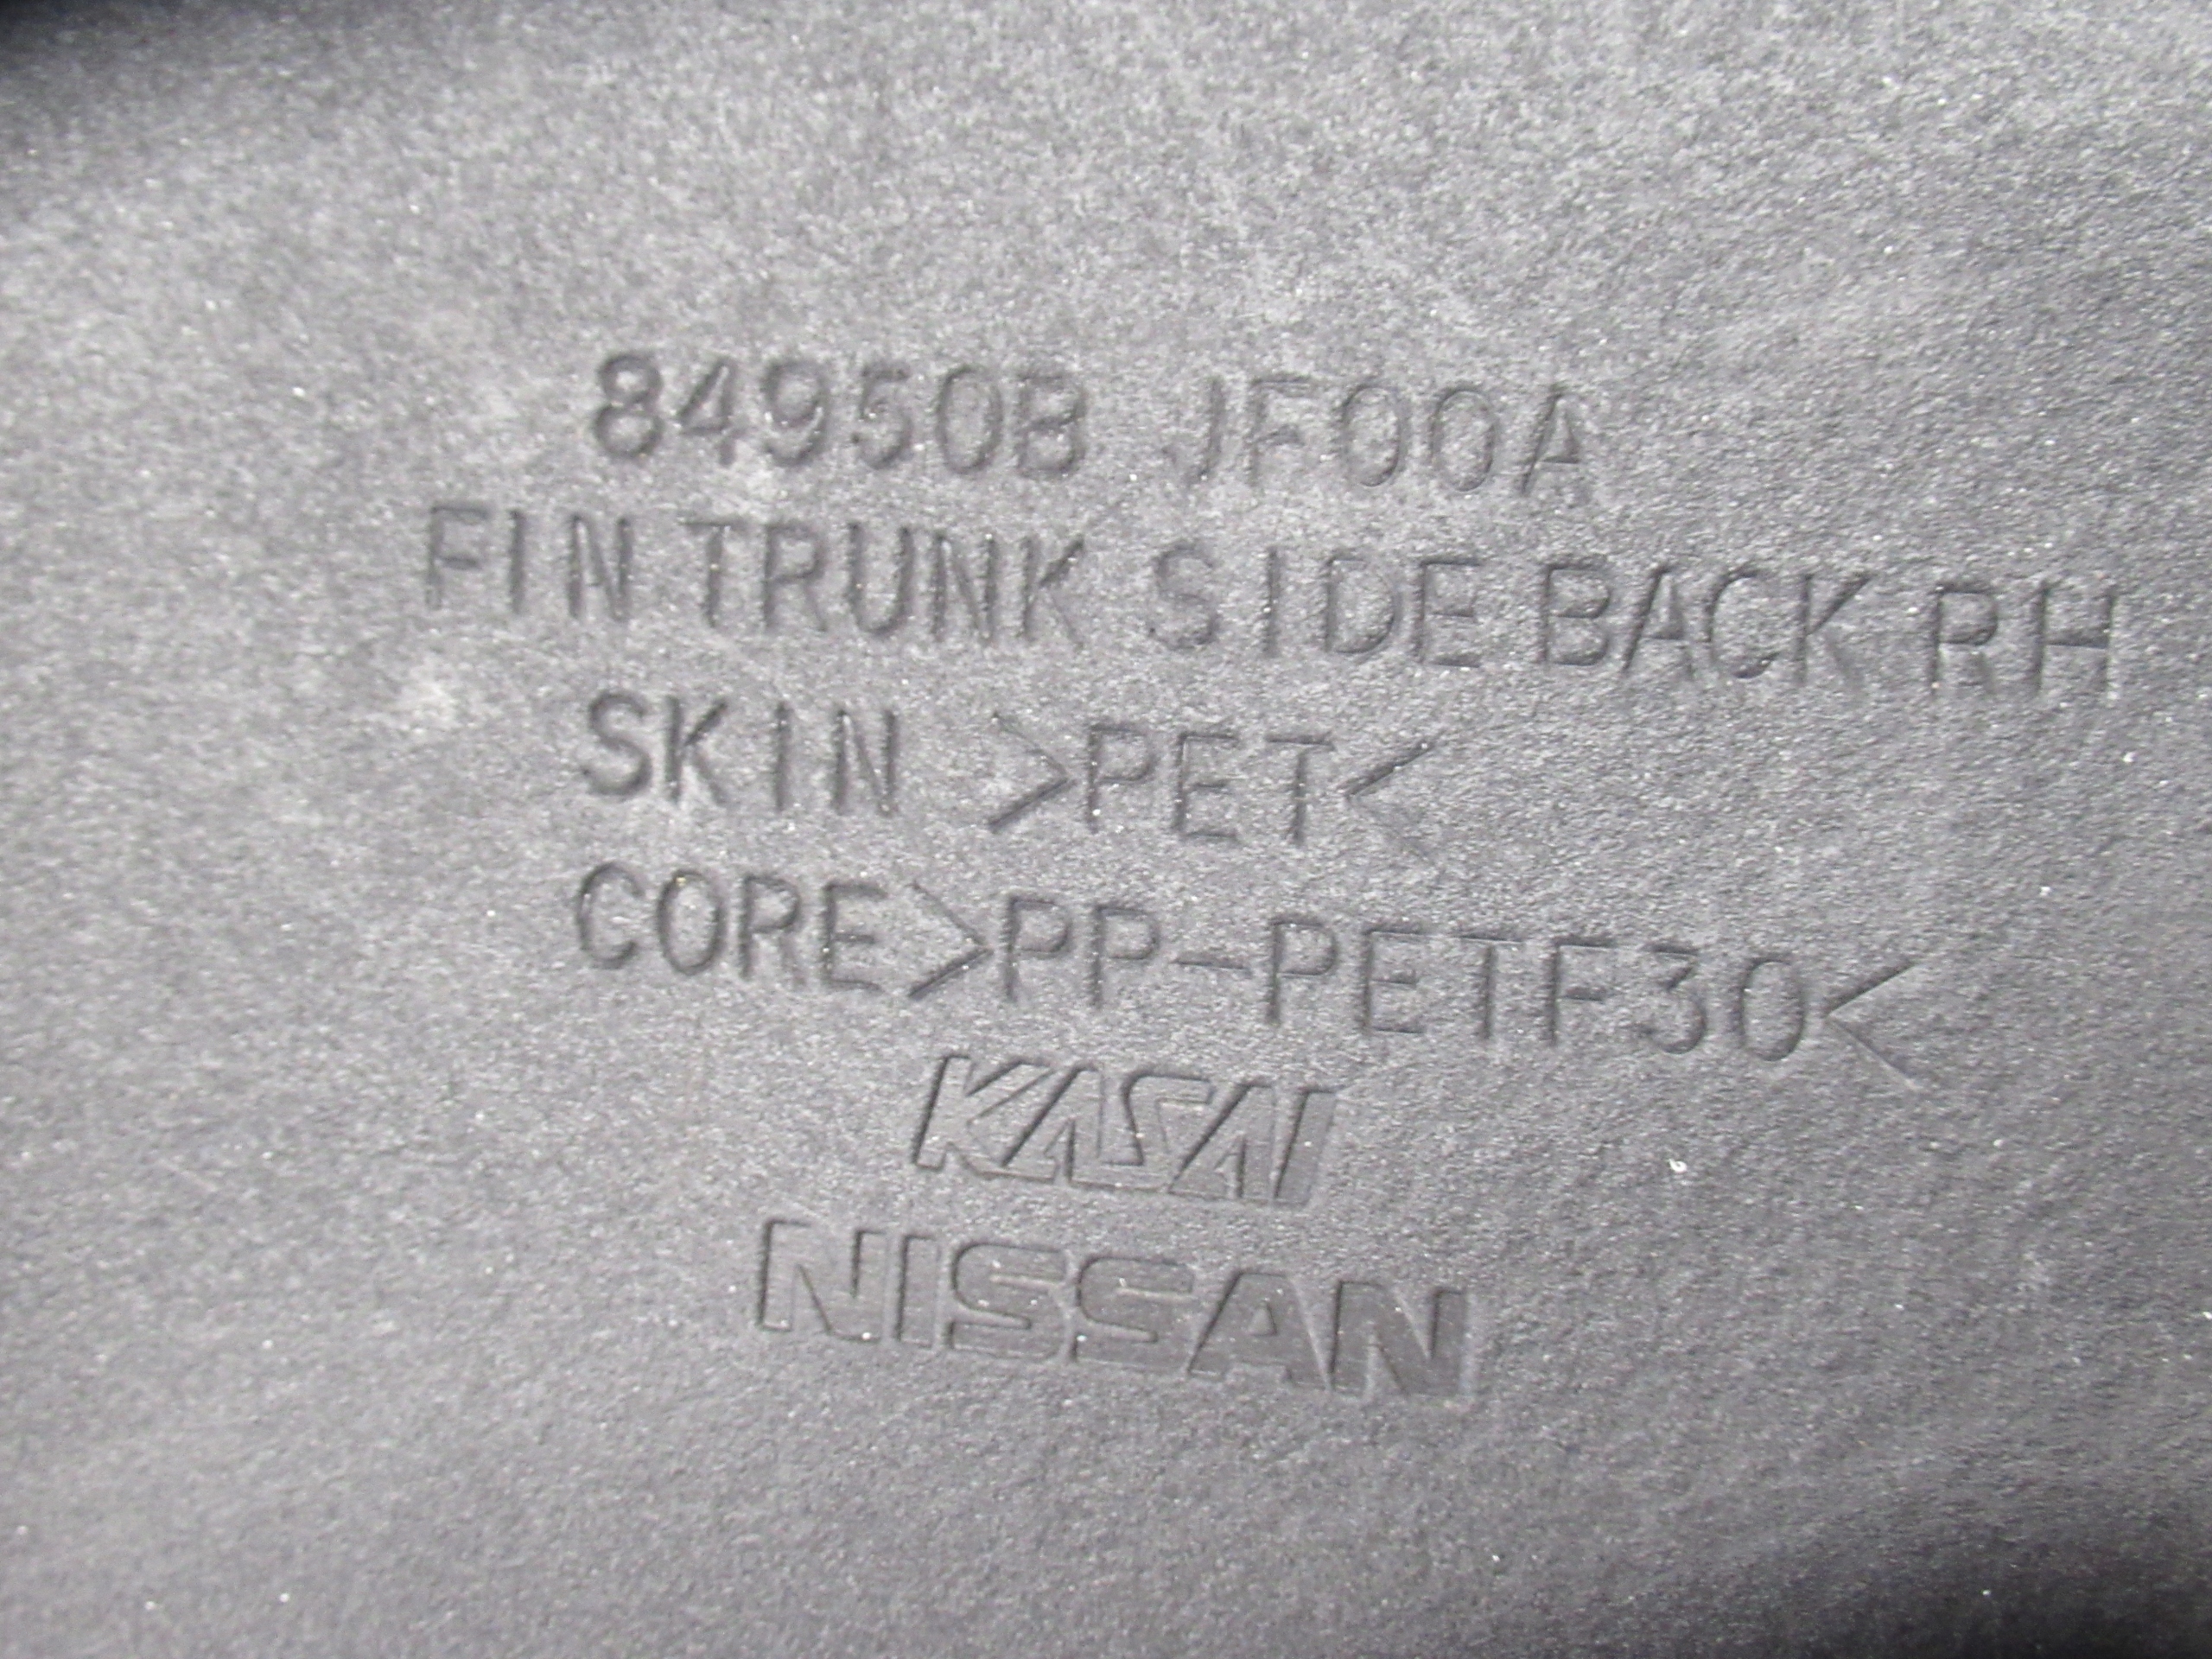 84950B JF00A
FIN TRUNK SIDE BACK RH
SKIN >PET<
CORE>PP-PETF30<
KASAI
NISSAN